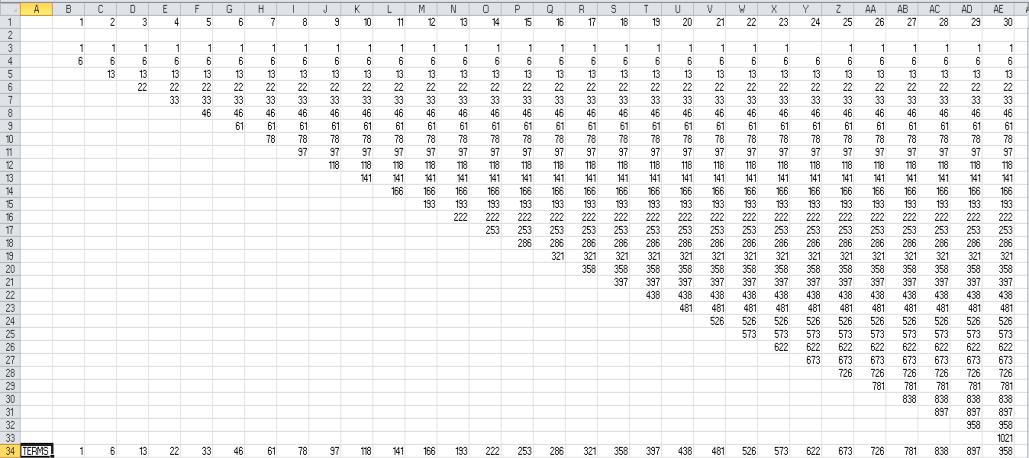 A B C D E F G H I J K L M N O P Q R S T U V W X Y Z AA AB AC AD AE
1 1 2 3 4 5 6 7 8 9 10 11 12 13 14 15 16 17 18 19 20 21 22 23 24 25 26 27 28 29 30
2
3 1 1 1 1 1 1 1 1 1 1 1 1 1 1 1 1 1 1 1 1 1 1 1 1 1 1 1 1 1
4 6 6 6 6 6 6 6 6 6 6 6 6 6 6 6 6 6 6 6 6 6 6 6 6 6 6 6 6 6 6
5 13 13 13 13 13 13 13 13 13 13 13 13 13 13 13 13 13 13 13 13 13 13 13 13 13 13 13 13 13
6 22 22 22 22 22 22 22 22 22 22 22 22 22 22 22 22 22 22 22 22 22 22 22 22 22 22 22 22
7 33 33 33 33 33 33 33 33 33 33 33 33 33 33 33 33 33 33 33 33 33 33 33 33 33 33 33
8 46 46 46 46 46 46 46 46 46 46 46 46 46 46 46 46 46 46 46 46 46 46 46 46 46 46
9 61 61 61 61 61 61 61 61 61 61 61 61 61 61 61 61 61 61 61 61 61 61 61 61 61
10 78 78 78 78 78 78 78 78 78 78 78 78 78 78 78 78 78 78 78 78 78 78 78 78
11 97 97 97 97 97 97 97 97 97 97 97 97 97 97 97 97 97 97 97 97 97 97 97
12 118 118 118 118 118 118 118 118 118 118 118 118 118 118 118 118 118 118 118 118 118 118
13 141 141 141 141 141 141 141 141 141 141 141 141 141 141 141 141 141 141 141 141 141
14 166 166 166 166 166 166 166 166 166 166 166 166 166 166 166 166 166 166 166 166
15 193 193 193 193 193 193 193 193 193 193 193 193 193 193 193 193 193 193 193
16 222 222 222 222 222 222 222 222 222 222 222 222 222 222 222 222 222 222
17 253 253 253 253 253 253 253 253 253 253 253 253 253 253 253 253 253
18 286 286 286 286 286 286 286 286 286 286 286 286 286 286 286 286
19 321 321 321 321 321 321 321 321 321 321 321 321 321 321 321
20 358 358 358 358 358 358 358 358 358 358 358 358 358 358
21 397 397 397 397 397 397 397 397 397 397 397 397 397
22 438 438 438 438 438 438 438 438 438 438 438 438
23 481 481 481 481 481 481 481 481 481 481 481
24 526 526 526 526 526 526 526 526 526 526
25 573 573 573 573 573 573 573 573 573
26 622 622 622 622 622 622 622 622
27 673 673 673 673 673 673 673
28 726 726 726 726 726 726
29 781 781 781 781 781
30 838 838 838 838
31 897 897 897
32 958 958
33 1021
34 TERMS 1 6 13 22 33 46 61 78 97 118 141 166 193 222 253 286 321 358 397 438 481 526 573 622 673 726 781 838 897 958